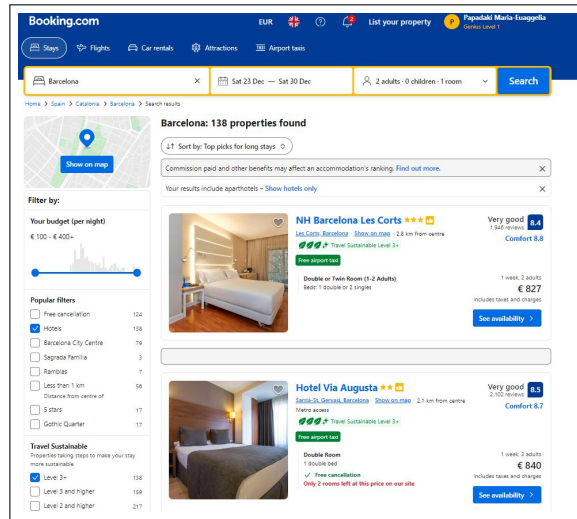 Booking.com
EUR
2
List your property
P
Papadaki Maria-Euaggelia
Genius Level 1
Stays
Flights
Car rentals
Attractions
Airport taxis
Barcelona
Sat 23 Dec — Sat 30 Dec
2 adults · 0 children · 1 room
Search
Home > Spain > Catalonia > Barcelona > Search results
Show on map
Filter by:
Your budget (per night)
€ 100 - € 400+
Popular filters
Free cancellation 124
Hotels 138
Barcelona City Centre 79
Sagrada Familia 3
Ramblas 7
Less than 1 km 56
Distance from centre of
5 stars 17
Gothic Quarter 17
Travel Sustainable
Properties taking steps to make your stay
more sustainable
Level 3+ 138
Level 3 and higher 159
Level 2 and higher 217
Barcelona: 138 properties found
Sort by: Top picks for long stays
Commission paid and other benefits may affect an accommodation's ranking. Find out more.
Your results include aparthotels – Show hotels only
NH Barcelona Les Corts
Les Corts, Barcelona Show on map 2.8 km from centre
Travel Sustainable Level 3+
Free airport taxi
Double or Twin Room (1-2 Adults)
Beds: 1 double or 2 singles
Very good 8.4
1,946 reviews
Comfort 8.8
1 week, 2 adults
€ 827
Includes taxes and charges
See availability >
Hotel Via Augusta
Sarrià-St. Gervasi, Barcelona Show on map 2.1 km from centre
Metro access
Travel Sustainable Level 3+
Free airport taxi
Double Room
1 double bed
Free cancellation
Only 2 rooms left at this price on our site
Very good 8.5
2,102 reviews
Comfort 8.7
1 week, 2 adults
€ 840
Includes taxes and charges
See availability >